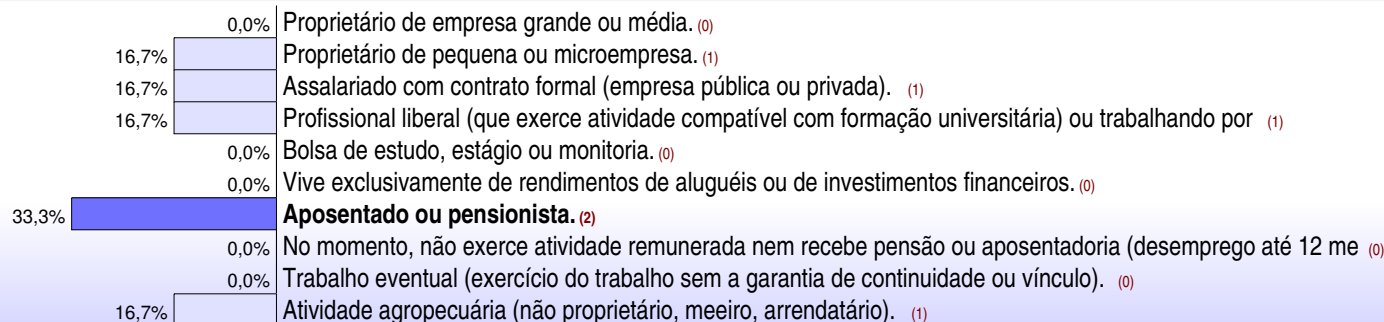 0,0% Proprietário de empresa grande ou média. (0)
16,7% Proprietário de pequena ou microempresa. (1)
16,7% Assalariado com contrato formal (empresa pública ou privada). (1)
16,7% Profissional liberal (que exerce atividade compatível com formação universitária) ou trabalhando por (1)
0,0% Bolsa de estudo, estágio ou monitoria. (0)
0,0% Vive exclusivamente de rendimentos de aluguéis ou de investimentos financeiros. (0)
33,3% Aposentado ou pensionista. (2)
0,0% No momento, não exerce atividade remunerada nem recebe pensão ou aposentadoria (desemprego até 12 me (0)
0,0% Trabalho eventual (exercício do trabalho sem a garantia de continuidade ou vínculo). (0)
16,7% Atividade agropecuária (não proprietário, meeiro, arrendatário). (1)